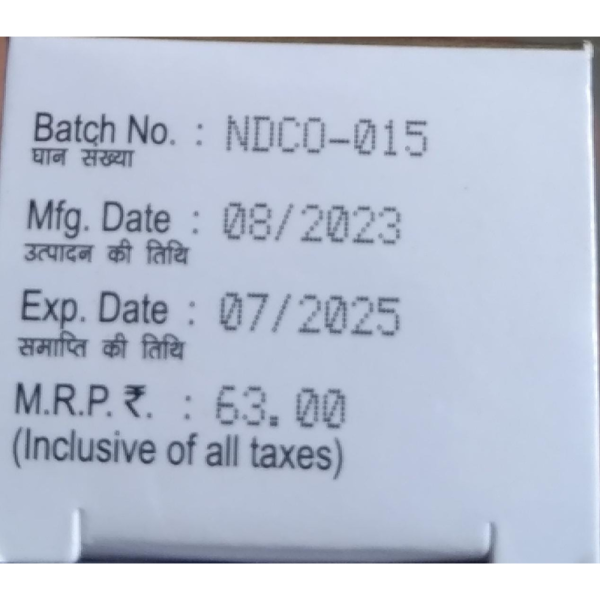 Batch No. : NDCO-015
घान संख्या
Mfg. Date : 08/2023
उत्पादन की तिथि
Exp. Date : 07/2025
समाप्ति की तिथि
M.R.P. ₹. : 63.00
(Inclusive of all taxes)